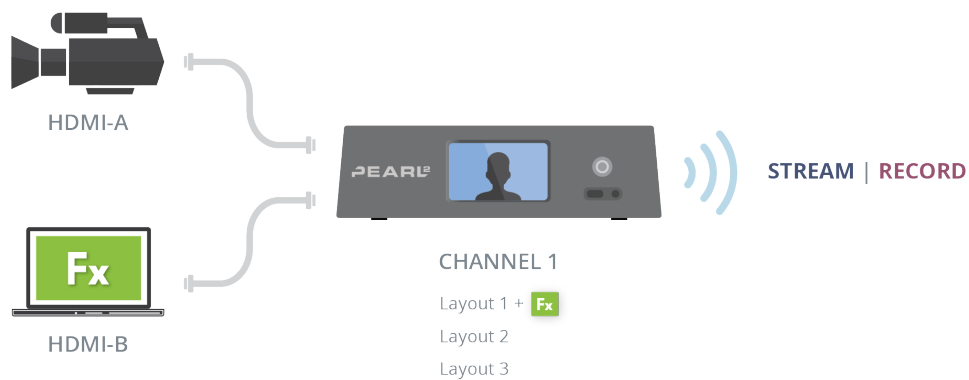 HDMI-A
PEARL2
STREAM | RECORD
Fx
HDMI-B
CHANNEL 1
Layout 1 + Fx
Layout 2
Layout 3